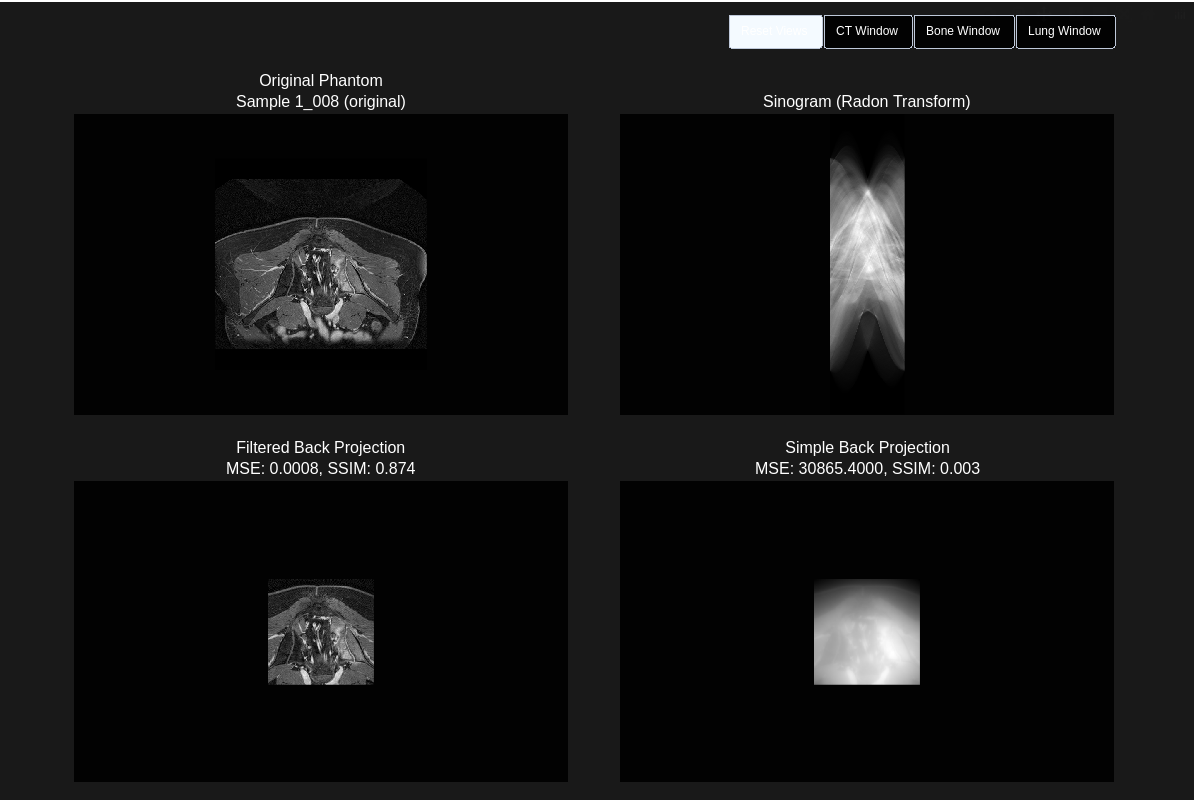 CT Window
Bone Window
Lung Window
Original Phantom
Sample 1_008 (original)
Sinogram (Radon Transform)
Filtered Back Projection
MSE: 0.0008, SSIM: 0.874
Simple Back Projection
MSE: 30865.4000, SSIM: 0.003